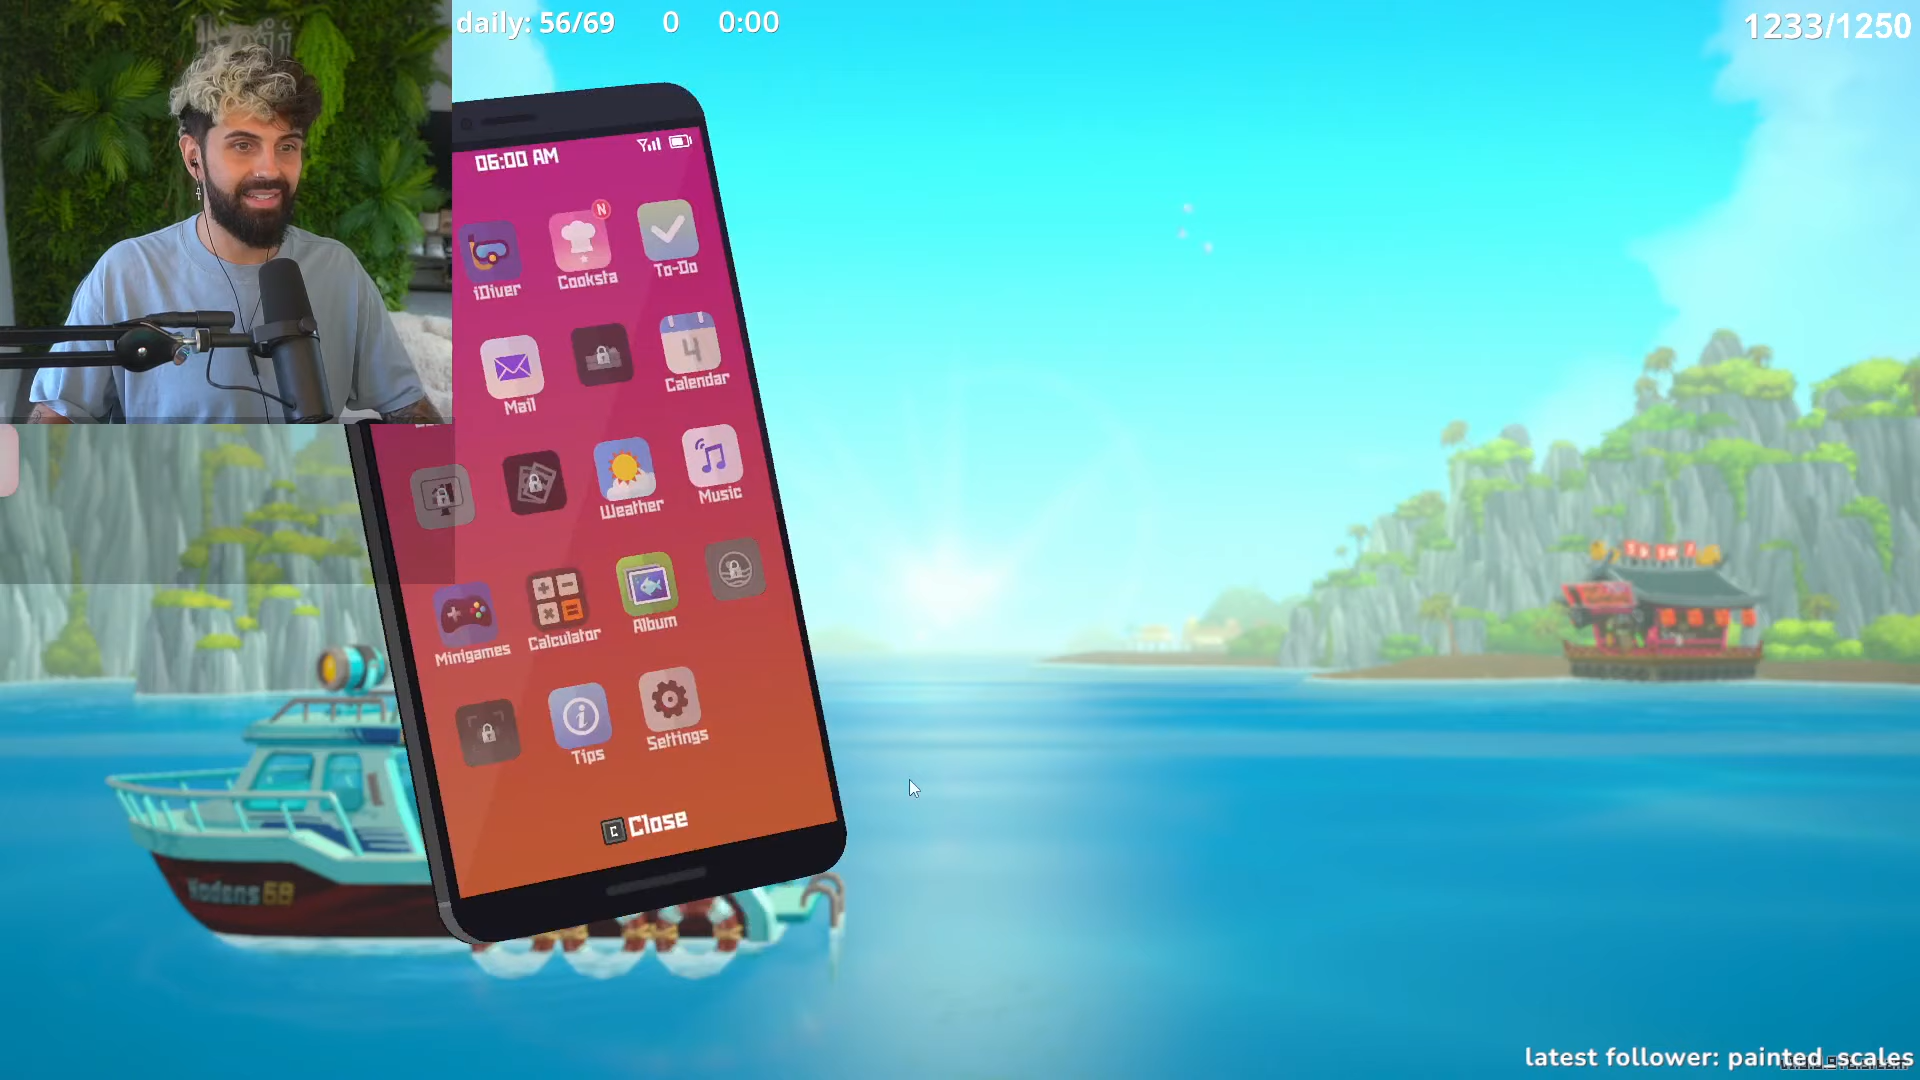 daily: 56/69 0 0:00
1233/1250
06:00 AM
N
iDiver
Cooksta
To-Do
4
Mail
Calendar
Weather
Music
Minigames
Calculator
Album
Tips
Settings
C Close
68
latest follower: painted_scales